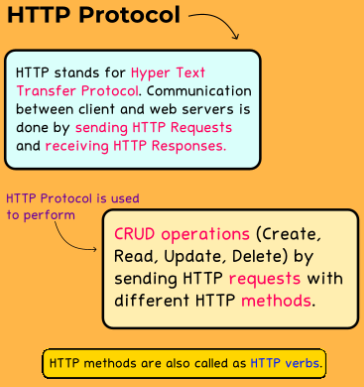 HTTP Protocol
HTTP stands for Hyper Text
Transfer Protocol. Communication
between client and web servers is
done by sending HTTP Requests
and receiving HTTP Responses.
HTTP Protocol is used
to perform
CRUD operations (Create,
Read, Update, Delete) by
sending HTTP requests with
different HTTP methods.
HTTP methods are also called as HTTP verbs.